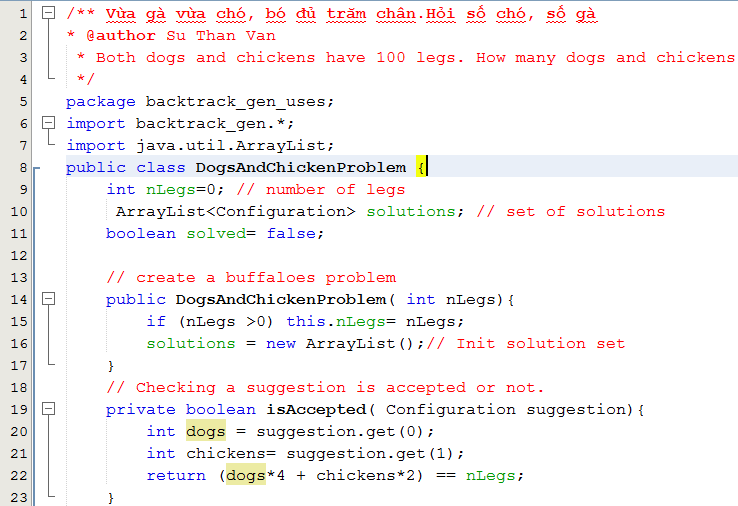 1 /** Vừa gà vừa chó, bó đủ trăm chân.Hỏi số chó, số gà
2 * @author Su Than Van
3 * Both dogs and chickens have 100 legs. How many dogs and chickens
4 */
5 package backtrack_gen_uses;
6 import backtrack_gen.*;
7 import java.util.ArrayList;
8 public class DogsAndChickenProblem {
9 int nLegs=0; // number of legs
10 ArrayList<Configuration> solutions; // set of solutions
11 boolean solved= false;
12
13 // create a buffaloes problem
14 public DogsAndChickenProblem( int nLegs){
15 if (nLegs >0) this.nLegs= nLegs;
16 solutions = new ArrayList();// Init solution set
17 }
18 // Checking a suggestion is accepted or not.
19 private boolean isAccepted( Configuration suggestion){
20 int dogs = suggestion.get(0);
21 int chickens= suggestion.get(1);
22 return (dogs*4 + chickens*2) == nLegs;
23 }